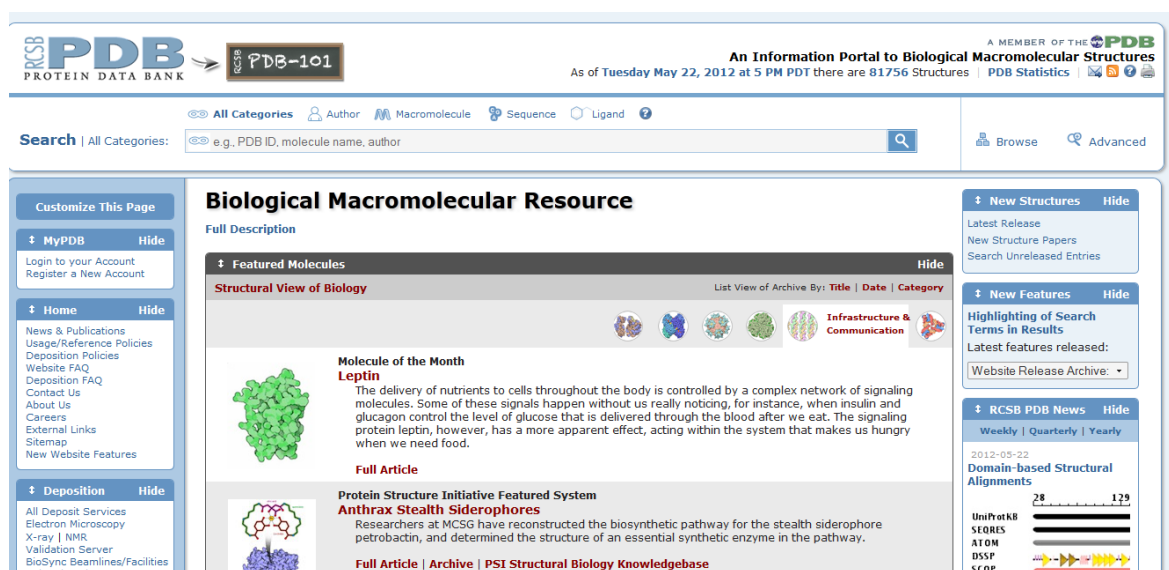 RCSB
PDB
PROTEIN DATA BANK
RCSB PDB-101
A MEMBER OF THE PDB
An Information Portal to Biological Macromolecular Structures
As of Tuesday May 22, 2012 at 5 PM PDT there are 81756 Structures | PDB Statistics |
All Categories Author Macromolecule Sequence Ligand ?
Search | All Categories:
e.g., PDB ID, molecule name, author
Browse Advanced
Customize This Page
MyPDB Hide
Login to your Account
Register a New Account
Home Hide
News & Publications
Usage/Reference Policies
Deposition Policies
Website FAQ
Deposition FAQ
Contact Us
About Us
Careers
External Links
Sitemap
New Website Features
Deposition Hide
All Deposit Services
Electron Microscopy
X-ray | NMR
Validation Server
BioSync Beamlines/Facilities
Biological Macromolecular Resource
Full Description
Featured Molecules Hide
Structural View of Biology
List View of Archive By: Title | Date | Category
Infrastructure &
Communication
Molecule of the Month
Leptin
The delivery of nutrients to cells throughout the body is controlled by a complex network of signaling
molecules. Some of these signals happen without us really noticing, for instance, when insulin and
glucagon control the level of glucose that is delivered through the blood after we eat. The signaling
protein leptin, however, has a more apparent effect, acting within the system that makes us hungry
when we need food.
Full Article
Protein Structure Initiative Featured System
Anthrax Stealth Siderophores
Researchers at MCSG have reconstructed the biosynthetic pathway for the stealth siderophore
petrobactin, and determined the structure of an essential synthetic enzyme in the pathway.
Full Article | Archive | PSI Structural Biology Knowledgebase
New Structures Hide
Latest Release
New Structure Papers
Search Unreleased Entries
New Features Hide
Highlighting of Search
Terms in Results
Latest features released:
Website Release Archive:
RCSB PDB News Hide
Weekly | Quarterly | Yearly
2012-05-22
Domain-based Structural
Alignments
28 129
UniProtKB
SEQRES
ATOM
DSSP
SCOP